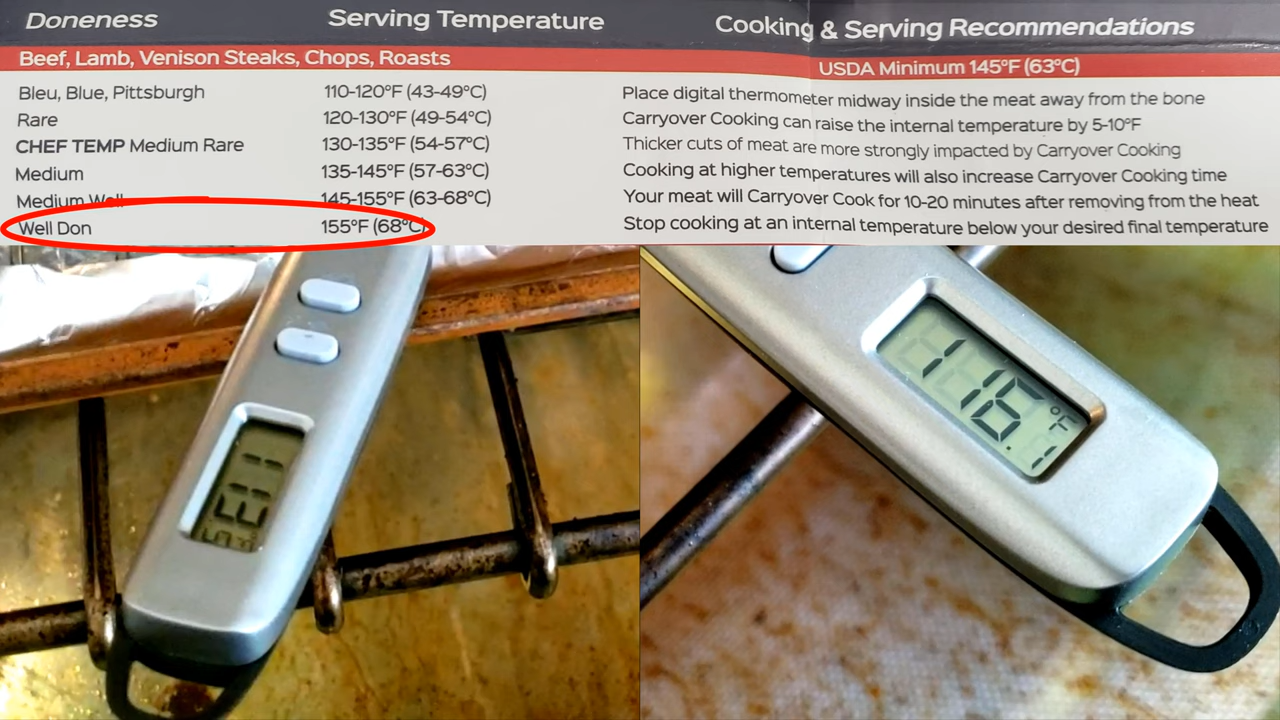 Doneness Serving Temperature Cooking & Serving Recommendations
Beef, Lamb, Venison Steaks, Chops, Roasts USDA Minimum 145°F (63°C)
Bleu, Blue, Pittsburgh 110-120°F (43-49°C) Place digital thermometer midway inside the meat away from the bone
Rare 120-130°F (49-54°C) Carryover Cooking can raise the internal temperature by 5-10°F
CHEF TEMP Medium Rare 130-135°F (54-57°C) Thicker cuts of meat are more strongly impacted by Carryover Cooking
Medium 135-145°F (57-63°C) Cooking at higher temperatures will also increase Carryover Cooking time
Medium Well 145-155°F (63-68°C) Your meat will Carryover Cook for 10-20 minutes after removing from the heat
Well Don 155°F (68°C) Stop cooking at an internal temperature below your desired final temperature
113.5°F
116.1°F